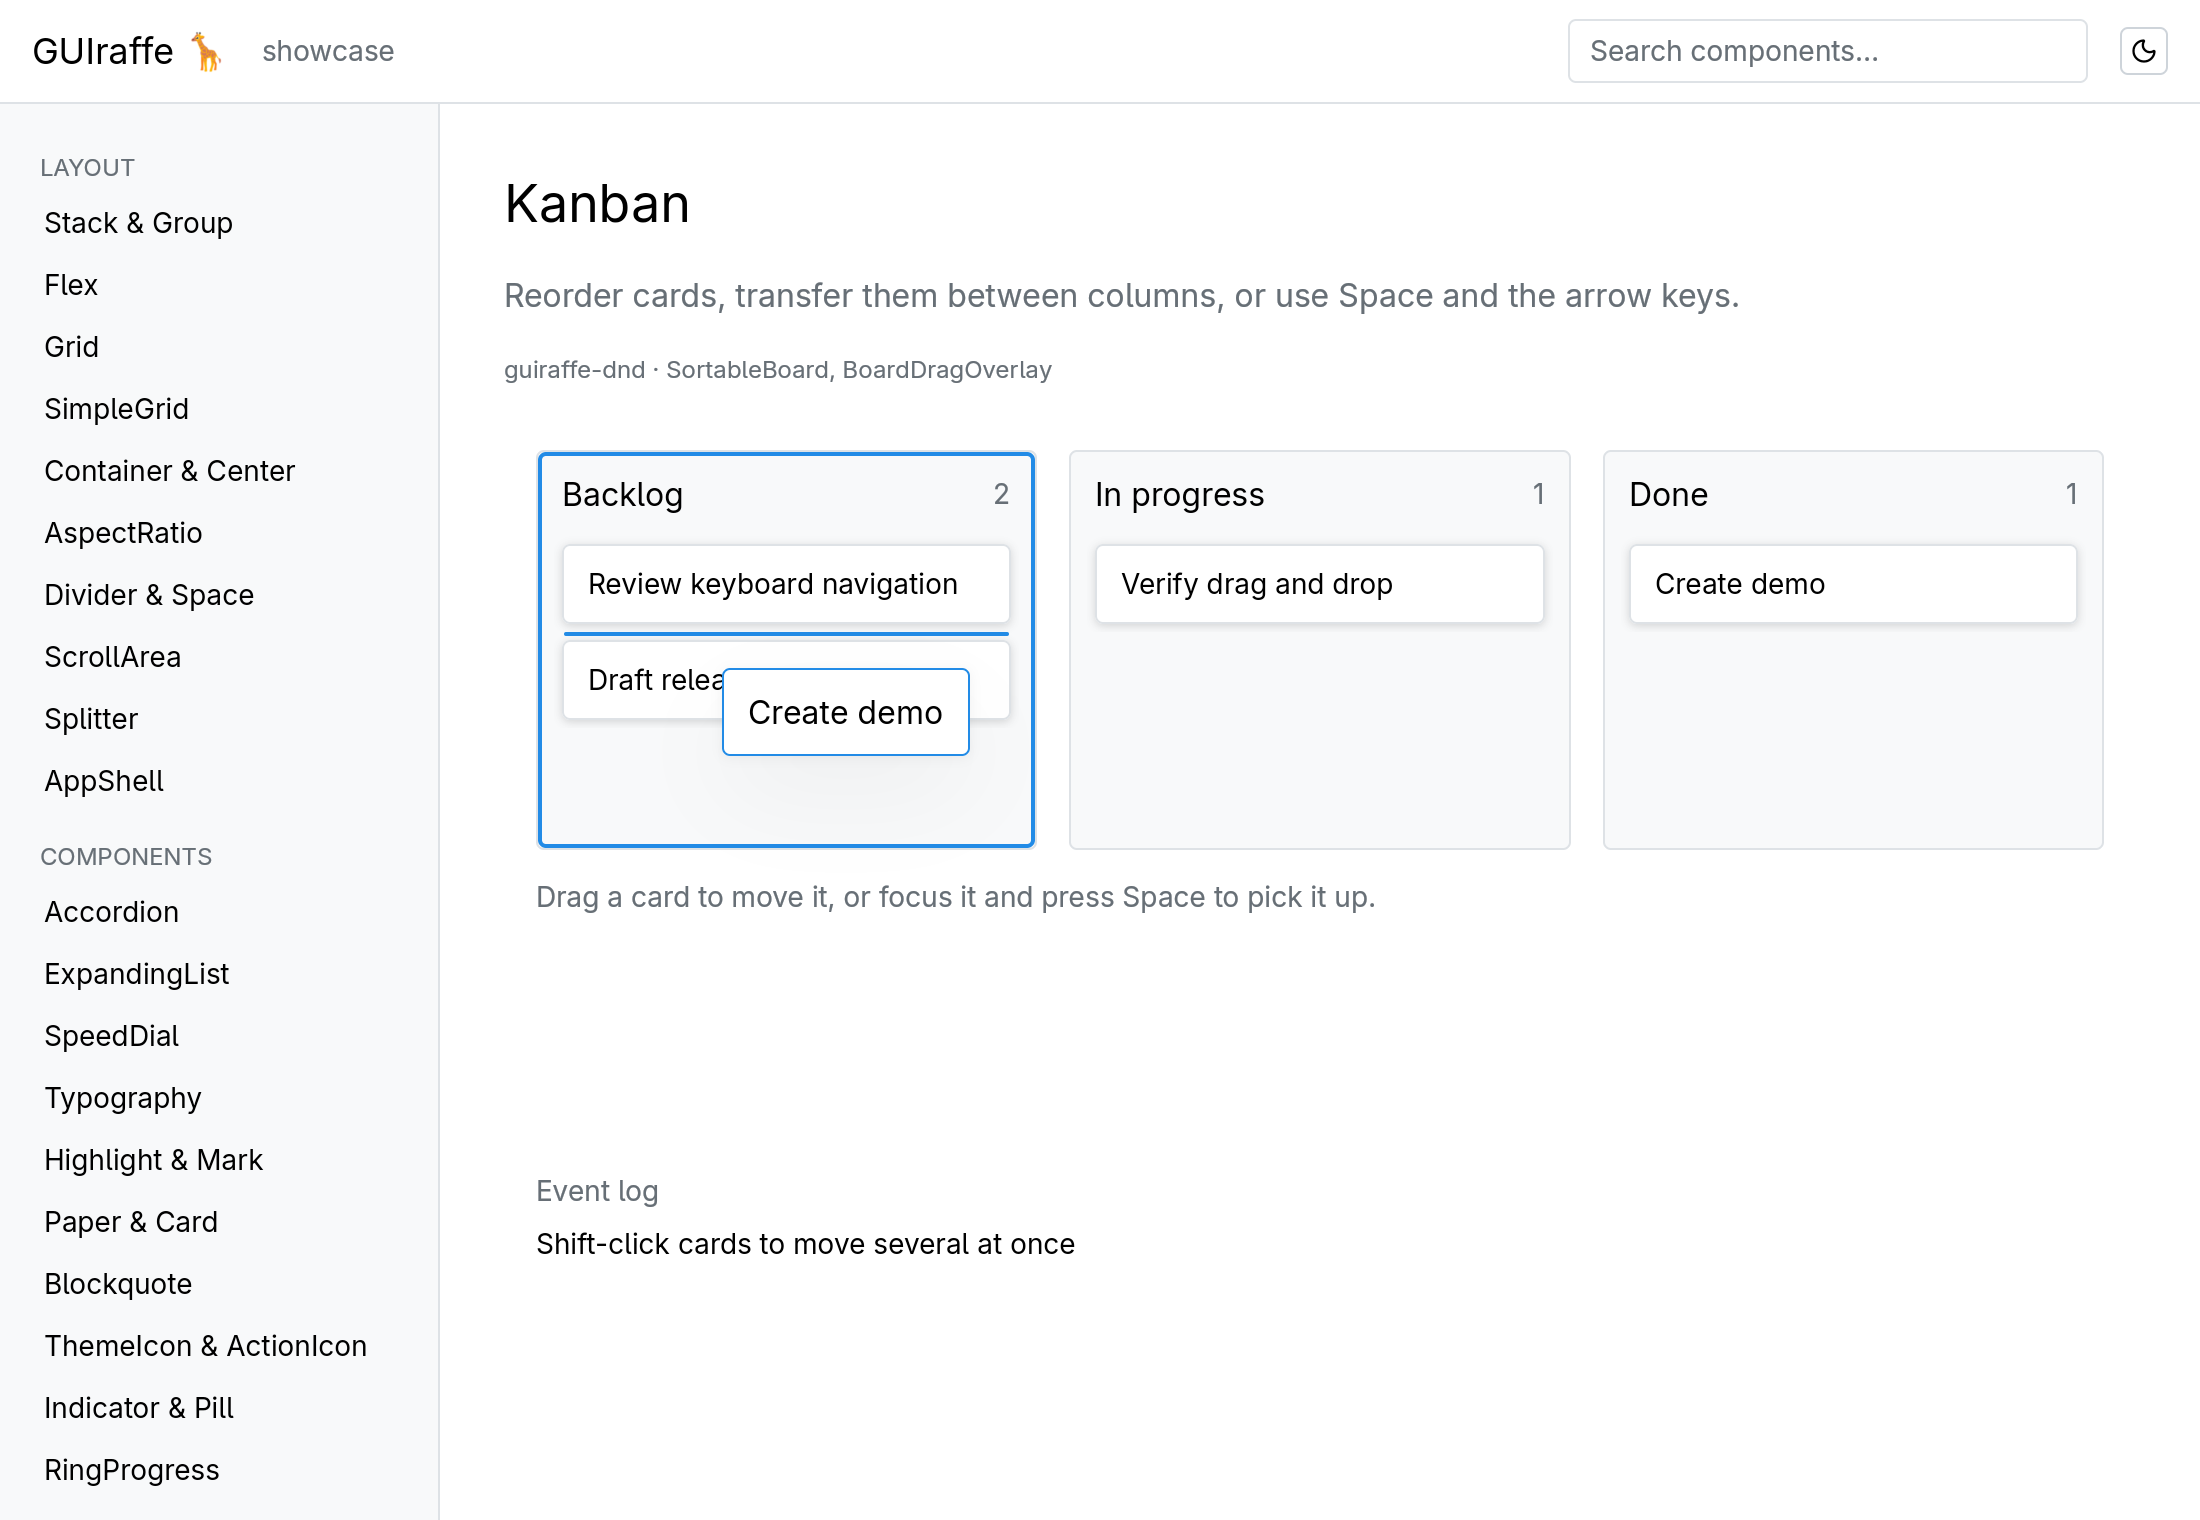 GUIraffe 🦒 showcase
Search components...
LAYOUT
Stack & Group
Flex
Grid
SimpleGrid
Container & Center
AspectRatio
Divider & Space
ScrollArea
Splitter
AppShell
COMPONENTS
Accordion
ExpandingList
SpeedDial
Typography
Highlight & Mark
Paper & Card
Blockquote
ThemeIcon & ActionIcon
Indicator & Pill
RingProgress
Kanban
Reorder cards, transfer them between columns, or use Space and the arrow keys.
guiraffe-dnd · SortableBoard, BoardDragOverlay
Backlog 2
Review keyboard navigation
Draft
Create demo
In progress 1
Verify drag and drop
Done 1
Create demo
Drag a card to move it, or focus it and press Space to pick it up.
Event log
Shift-click cards to move several at once